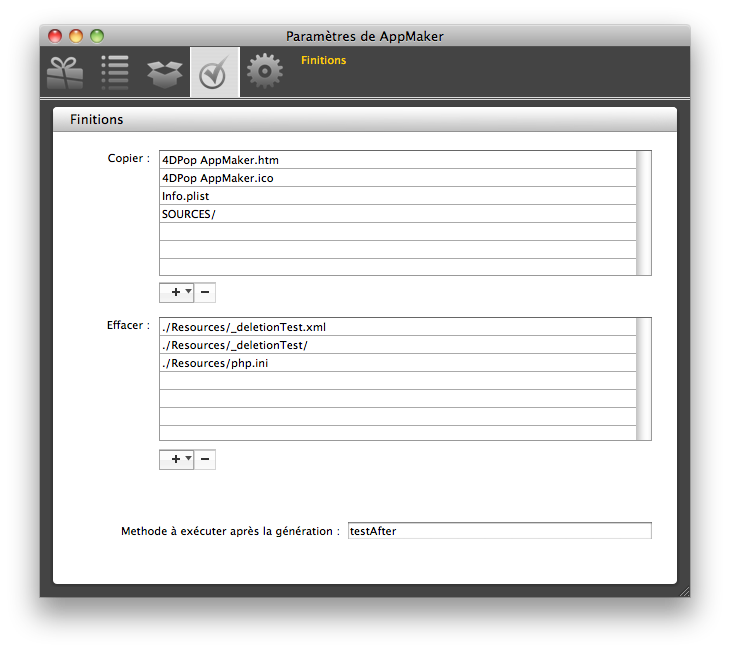 Paramètres de AppMaker
Finitions
Finitions
Copier :
4DPop AppMaker.htm
4DPop AppMaker.ico
Info.plist
SOURCES/
Effacer :
./Resources/_deletionTest.xml
./Resources/_deletionTest/
./Resources/php.ini
Methode à exécuter après la génération :
testAfter